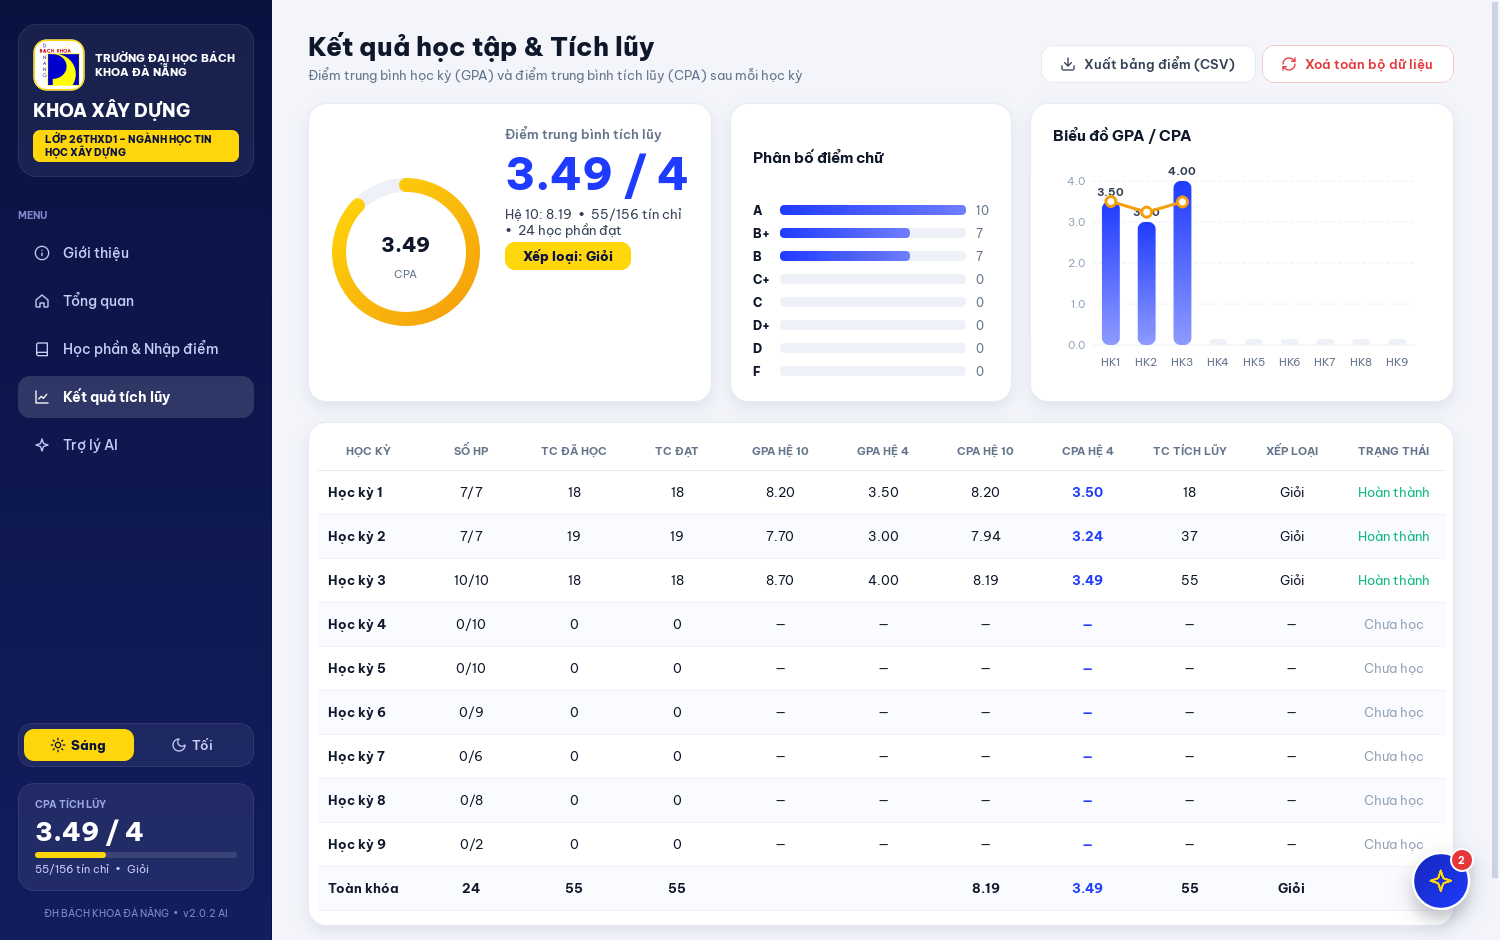 BÁCH KHOA
ĐÀ NẴNG
TRƯỜNG ĐẠI HỌC BÁCH
KHOA ĐÀ NẴNG
KHOA XÂY DỰNG
LỚP 26THXD1 – NGÀNH HỌC TIN
HỌC XÂY DỰNG
MENU
Giới thiệu
Tổng quan
Học phần & Nhập điểm
Kết quả tích lũy
Trợ lý AI
Sáng
Tối
CPA TÍCH LŨY
3.49 / 4
55/156 tín chỉ • Giỏi
ĐH BÁCH KHOA ĐÀ NẴNG • v2.0.2 AI
Kết quả học tập & Tích lũy
Điểm trung bình học kỳ (GPA) và điểm trung bình tích lũy (CPA) sau mỗi học kỳ
Xuất bảng điểm (CSV)
Xoá toàn bộ dữ liệu
3.49
CPA
Điểm trung bình tích lũy
3.49 / 4
Hệ 10: 8.19 • 55/156 tín chỉ
• 24 học phần đạt
Xếp loại: Giỏi
Phân bố điểm chữ
A 10
B+ 7
B 7
C+ 0
C 0
D+ 0
D 0
F 0
Biểu đồ GPA / CPA
4.00
4.0
3.50
3.0
2.0
1.0
0.0
HK1 HK2 HK3 HK4 HK5 HK6 HK7 HK8 HK9
HỌC KỲ SỐ HP TC ĐÃ HỌC TC ĐẠT GPA HỆ 10 GPA HỆ 4 CPA HỆ 10 CPA HỆ 4 TC TÍCH LŨY XẾP LOẠI TRẠNG THÁI
Học kỳ 1 7/7 18 18 8.20 3.50 8.20 3.50 18 Giỏi Hoàn thành
Học kỳ 2 7/7 19 19 7.70 3.00 7.94 3.24 37 Giỏi Hoàn thành
Học kỳ 3 10/10 18 18 8.70 4.00 8.19 3.49 55 Giỏi Hoàn thành
Học kỳ 4 0/10 0 0 — — — — — — Chưa học
Học kỳ 5 0/10 0 0 — — — — — — Chưa học
Học kỳ 6 0/9 0 0 — — — — — — Chưa học
Học kỳ 7 0/6 0 0 — — — — — — Chưa học
Học kỳ 8 0/8 0 0 — — — — — — Chưa học
Học kỳ 9 0/2 0 0 — — — — — — Chưa học
Toàn khóa 24 55 55 8.19 3.49 55 Giỏi
2